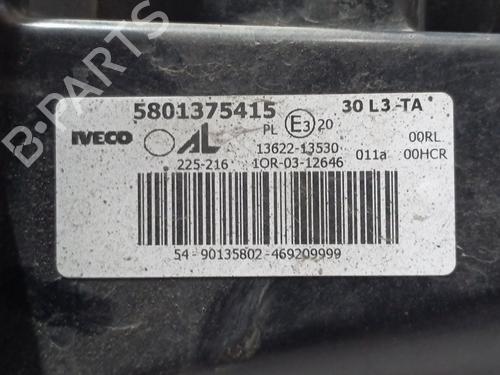 B-PARTS
5801375415 30 L3-TA
IVECO AL PL E3 20
13622-13530 00RL
225-216 1OR-03-12646 011a 00HCR
54 - 90135802 - 469209999